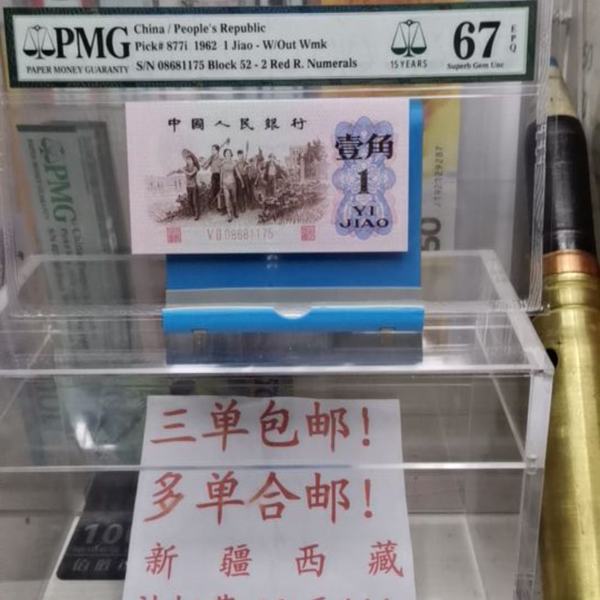 PMG
PAPER MONEY GUARANTY
China / People's Republic
Pick# 877i 1962 1 Jiao - W/Out Wmk
S/N 08681175 Block 52 - 2 Red R. Numerals
15 YEARS
67
EPQ
Superb Gem Unc
中國人民銀行
壹角
1
YI
JIAO
08681175
PMG
50
三单包邮!
多单合邮!
新疆西藏